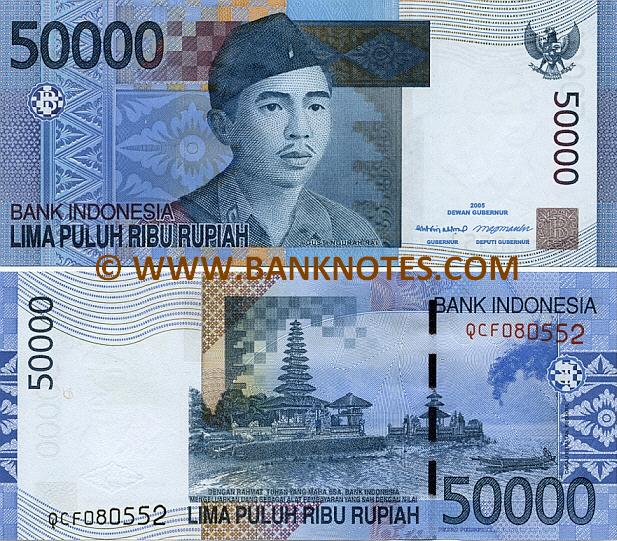 50000
50000
BANK INDONESIA
LIMA PULUH RIBU RUPIAH
I GUSTI NGURAH RAI
2005
DEWAN GUBERNUR
GUBERNUR
DEPUTI GUBERNUR
© WWW.BANKNOTES.COM
50000
BANK INDONESIA
QCF080552
DENGAN RAHMAT TUHAN YANG MAHA ESA, BANK INDONESIA
MENGELUARKAN UANG SEBAGAI ALAT PEMBAYARAN YANG SAH DENGAN NILAI
QCF080552
LIMA PULUH RIBU RUPIAH
50000